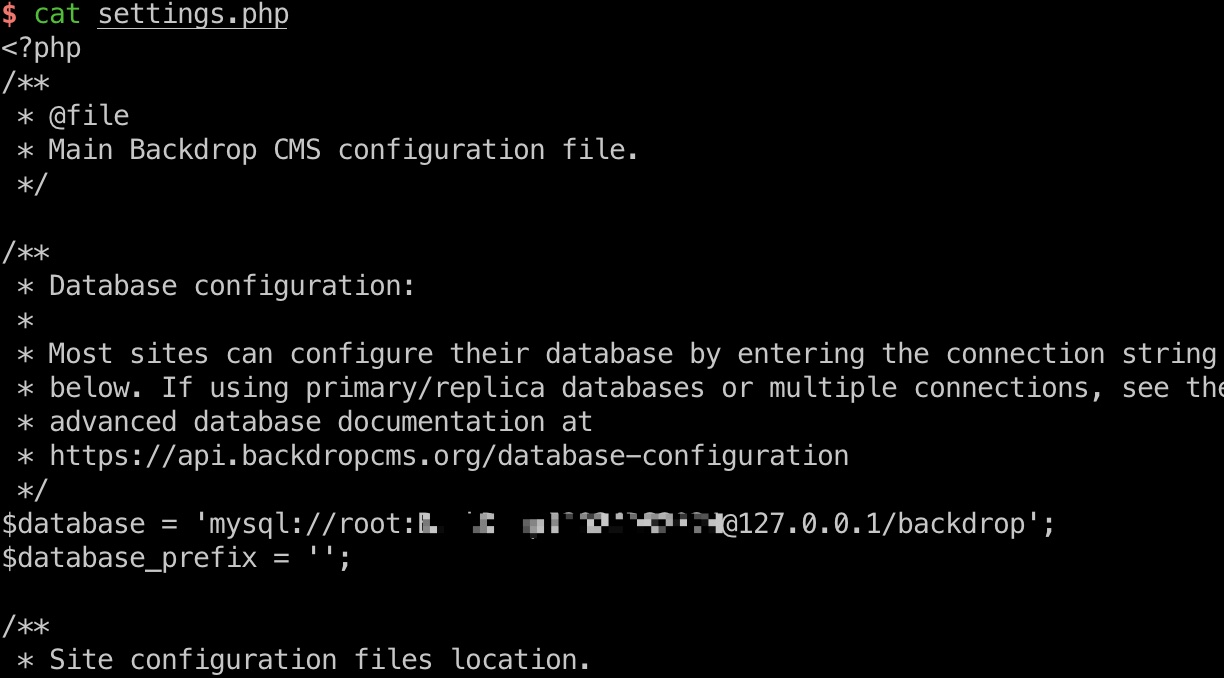 $ cat settings.php
<?php
/**
 * @file
 * Main Backdrop CMS configuration file.
 */

/**
 * Database configuration:
 *
 * Most sites can configure their database by entering the connection string
 * below. If using primary/replica databases or multiple connections, see the
 * advanced database documentation at
 * https://api.backdropcms.org/database-configuration
 */
$database = 'mysql://root:@127.0.0.1/backdrop';
$database_prefix = '';

/**
 * Site configuration files location.